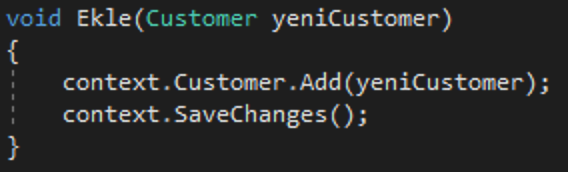 void Ekle(Customer yeniCustomer)
{
context.Customer.Add(yeniCustomer);
context.SaveChanges();
}